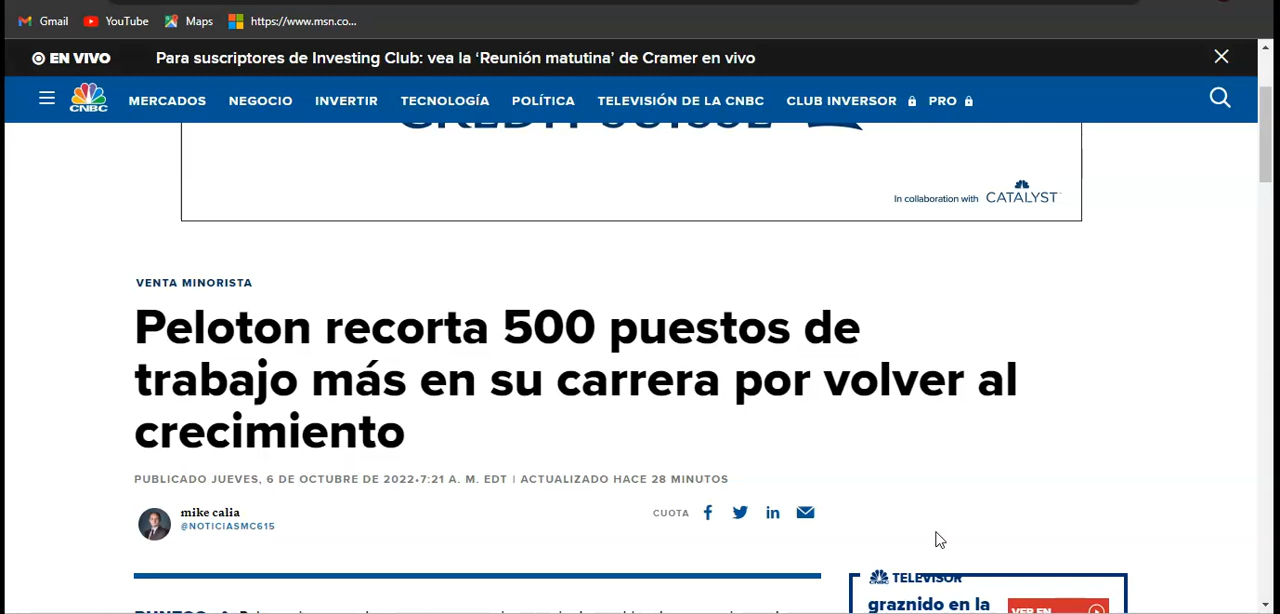 Gmail YouTube Maps https://www.msn.co...
EN VIVO Para suscriptores de Investing Club: vea la ‘Reunión matutina’ de Cramer en vivo
CNBC MERCADOS NEGOCIO INVERTIR TECNOLOGÍA POLÍTICA TELEVISIÓN DE LA CNBC CLUB INVERSOR PRO
CREDIT SUISSE
In collaboration with CATALYST
VENTA MINORISTA
Peloton recorta 500 puestos de
trabajo más en su carrera por volver al
crecimiento
PUBLICADO JUEVES, 6 DE OCTUBRE DE 2022•7:21 A. M. EDT | ACTUALIZADO HACE 28 MINUTOS
mike calia
@NOTICIASMC615
CUOTA
TELEVISOR
graznido en la
VER EN